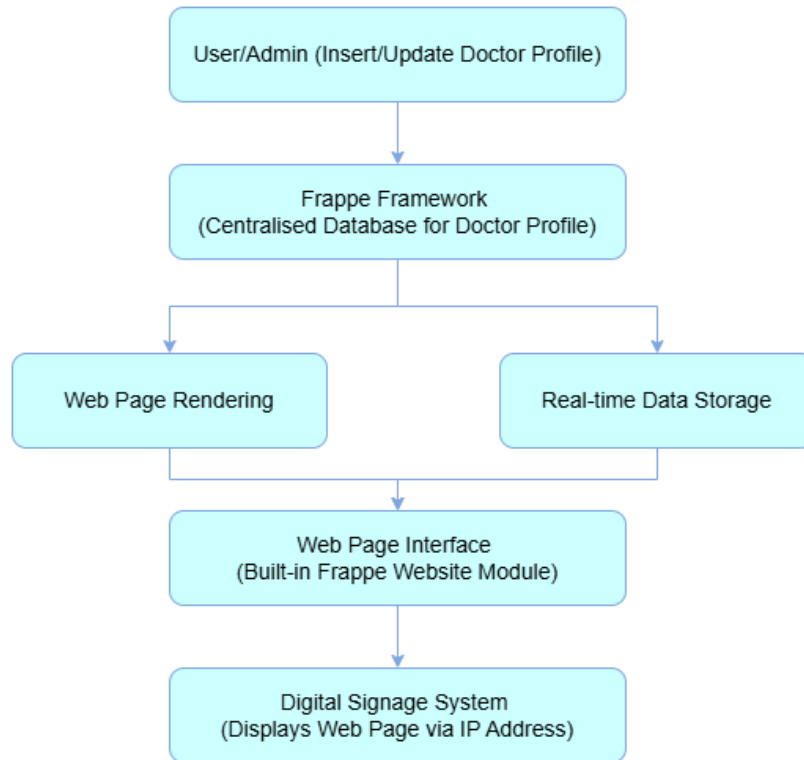 User/Admin (Insert/Update Doctor Profile)
Frappe Framework
(Centralised Database for Doctor Profile)
Web Page Rendering
Real-time Data Storage
Web Page Interface
(Built-in Frappe Website Module)
Digital Signage System
(Displays Web Page via IP Address)